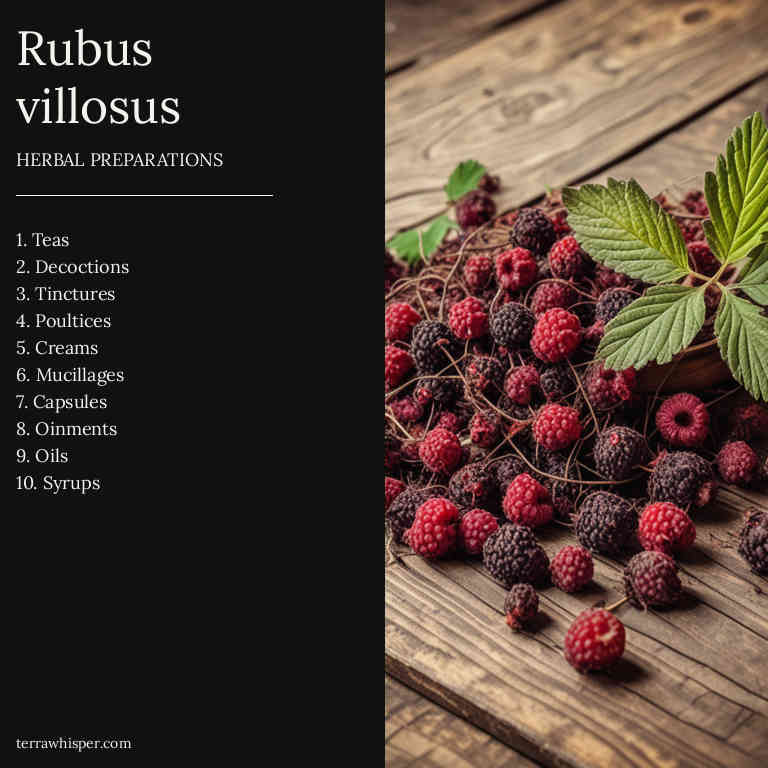 Rubus
villosus
HERBAL PREPARATIONS
1. Teas
2. Decoctions
3. Tinctures
4. Poultices
5. Creams
6. Mucillages
7. Capsules
8. Oinments
9. Oils
10. Syrups
terrawhisper.com